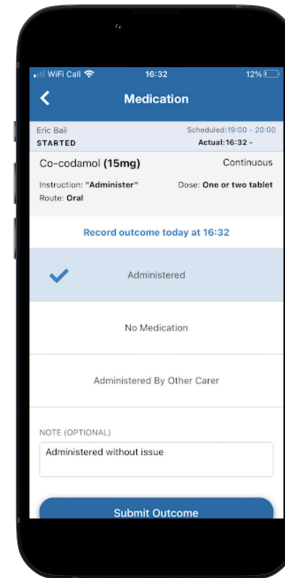 WiFi Call 16:32 12%
Medication
Eric Bail Scheduled:19:00 - 20:00
STARTED Actual:16:32 -
Co-codamol (15mg) Continuous
Instruction: "Administer" Dose: One or two tablet
Route: Oral
Record outcome today at 16:32
Administered
No Medication
Administered By Other Carer
NOTE (OPTIONAL)
Administered without issue
Submit Outcome